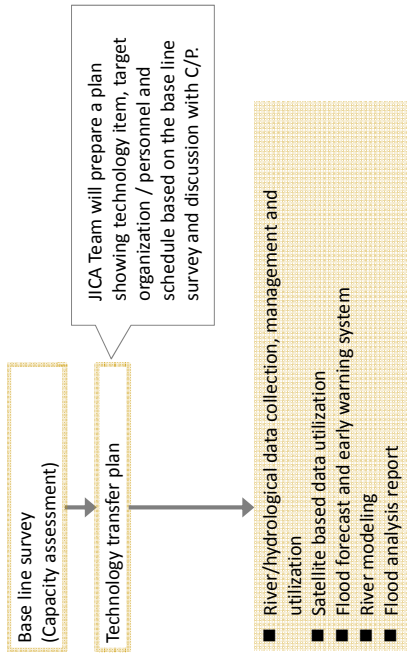 Base line survey
(Capacity assessment)
Technology transfer plan
JICA Team will prepare a plan
showing technology item, target
organization / personnel and
schedule based on the base line
survey and discussion with C/P.
■ River/hydrological data collection, management and
utilization
■ Satellite based data utilization
■ Flood forecast and early warning system
■ River modeling
■ Flood analysis report